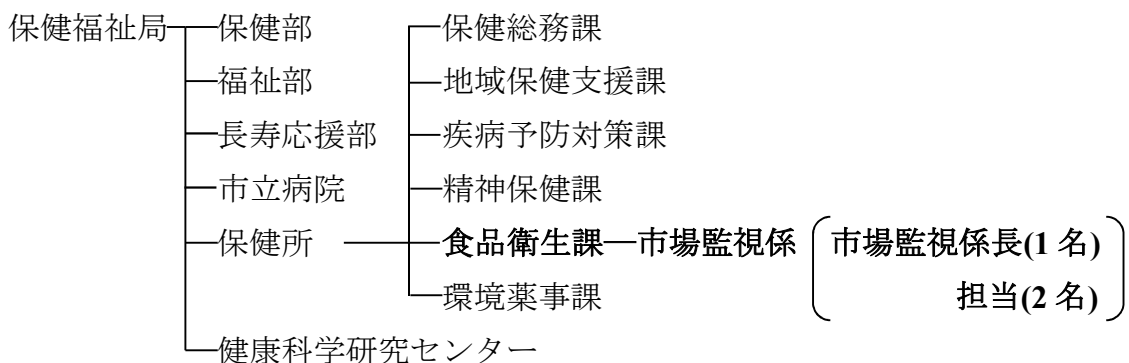 保健福祉局 保健部 保健総務課
福祉部 地域保健支援課
長寿応援部 疾病予防対策課
市立病院 精神保健課
保健所 食品衛生課 市場監視係 市場監視係長(1 名)
環境薬事課 担当(2 名)
健康科学研究センター